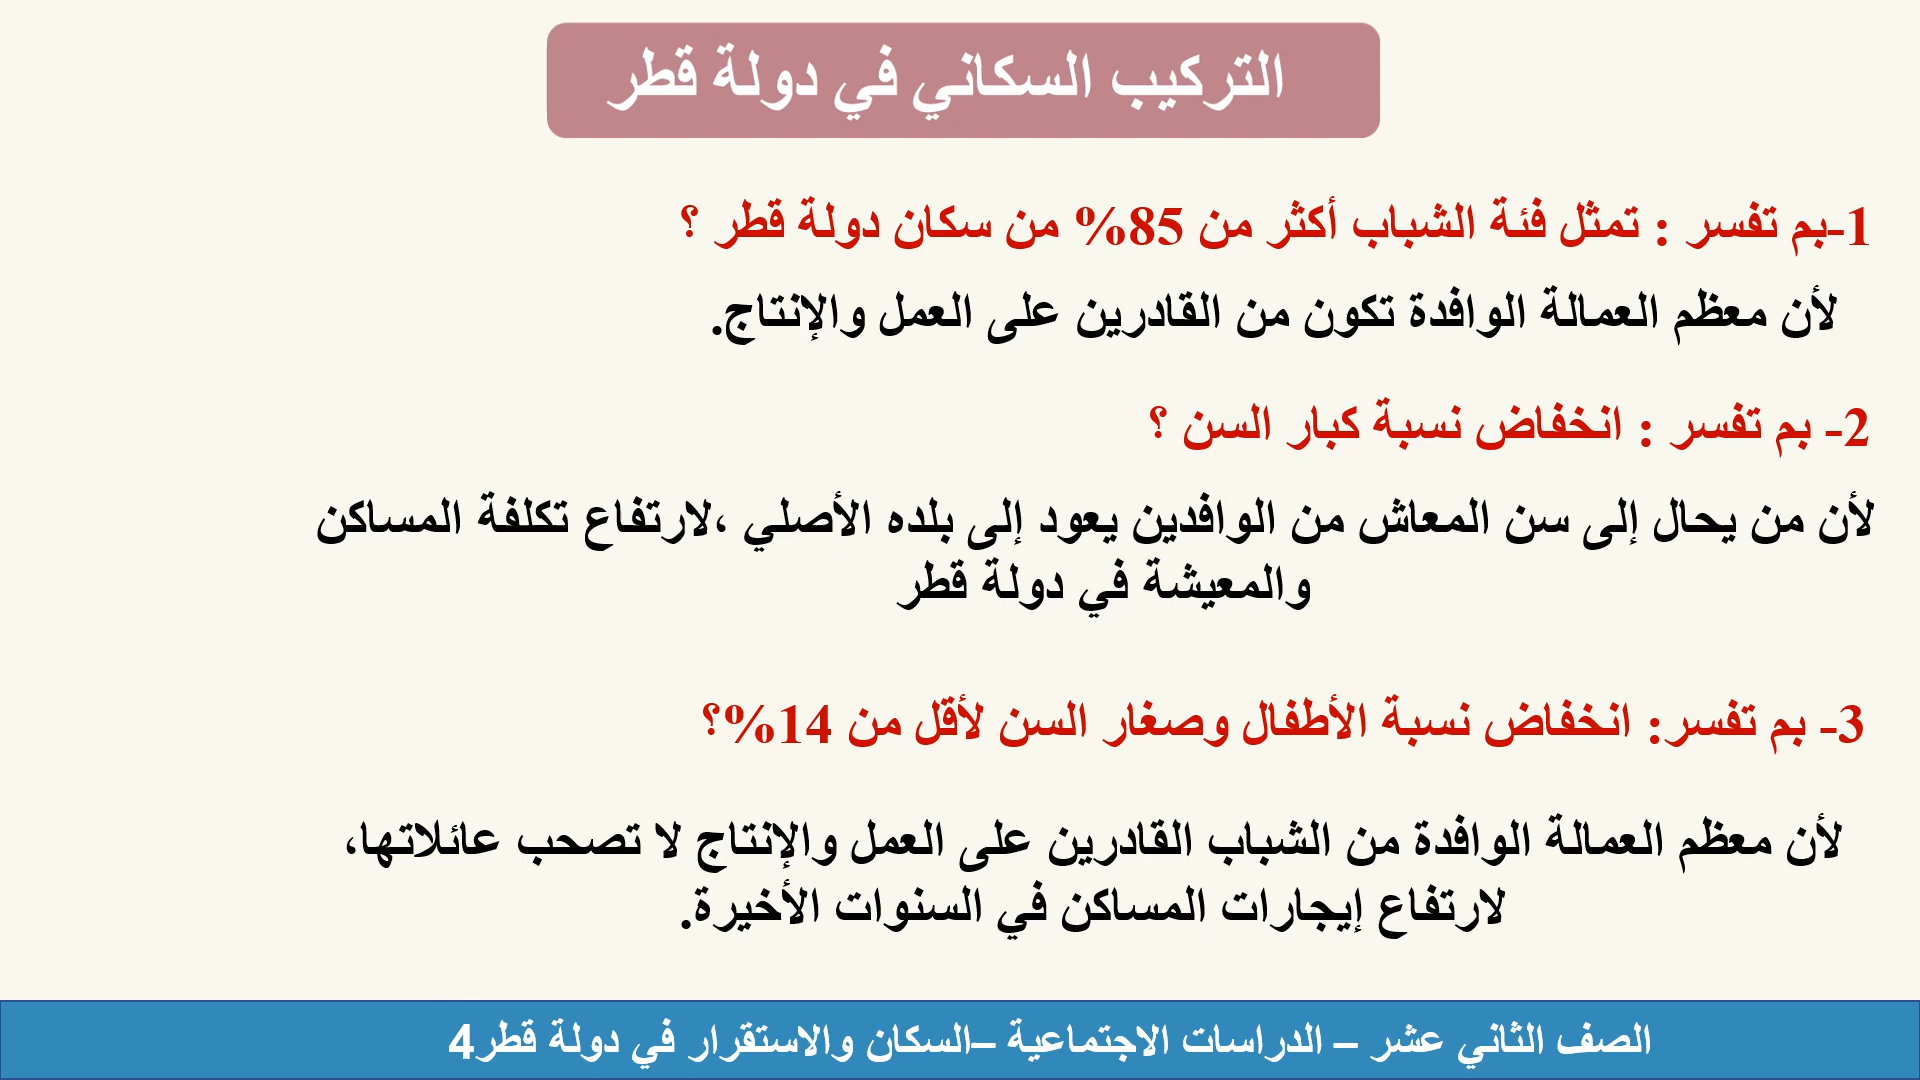 التركيب السكاني في دولة قطر
1-بم تفسر : تمثل فئة الشباب أكثر من 85% من سكان دولة قطر ؟
لأن معظم العمالة الوافدة تكون من القادرين على العمل والإنتاج.
2- بم تفسر : انخفاض نسبة كبار السن ؟
لأن من يحال إلى سن المعاش من الوافدين يعود إلى بلده الأصلي ،لارتفاع تكلفة المساكن
والمعيشة في دولة قطر
3- بم تفسر: انخفاض نسبة الأطفال وصغار السن لأقل من 14%؟
لأن معظم العمالة الوافدة من الشباب القادرين على العمل والإنتاج لا تصحب عائلاتها،
لارتفاع إيجارات المساكن في السنوات الأخيرة.
الصف الثاني عشر – الدراسات الاجتماعية –السكان والاستقرار في دولة قطر4